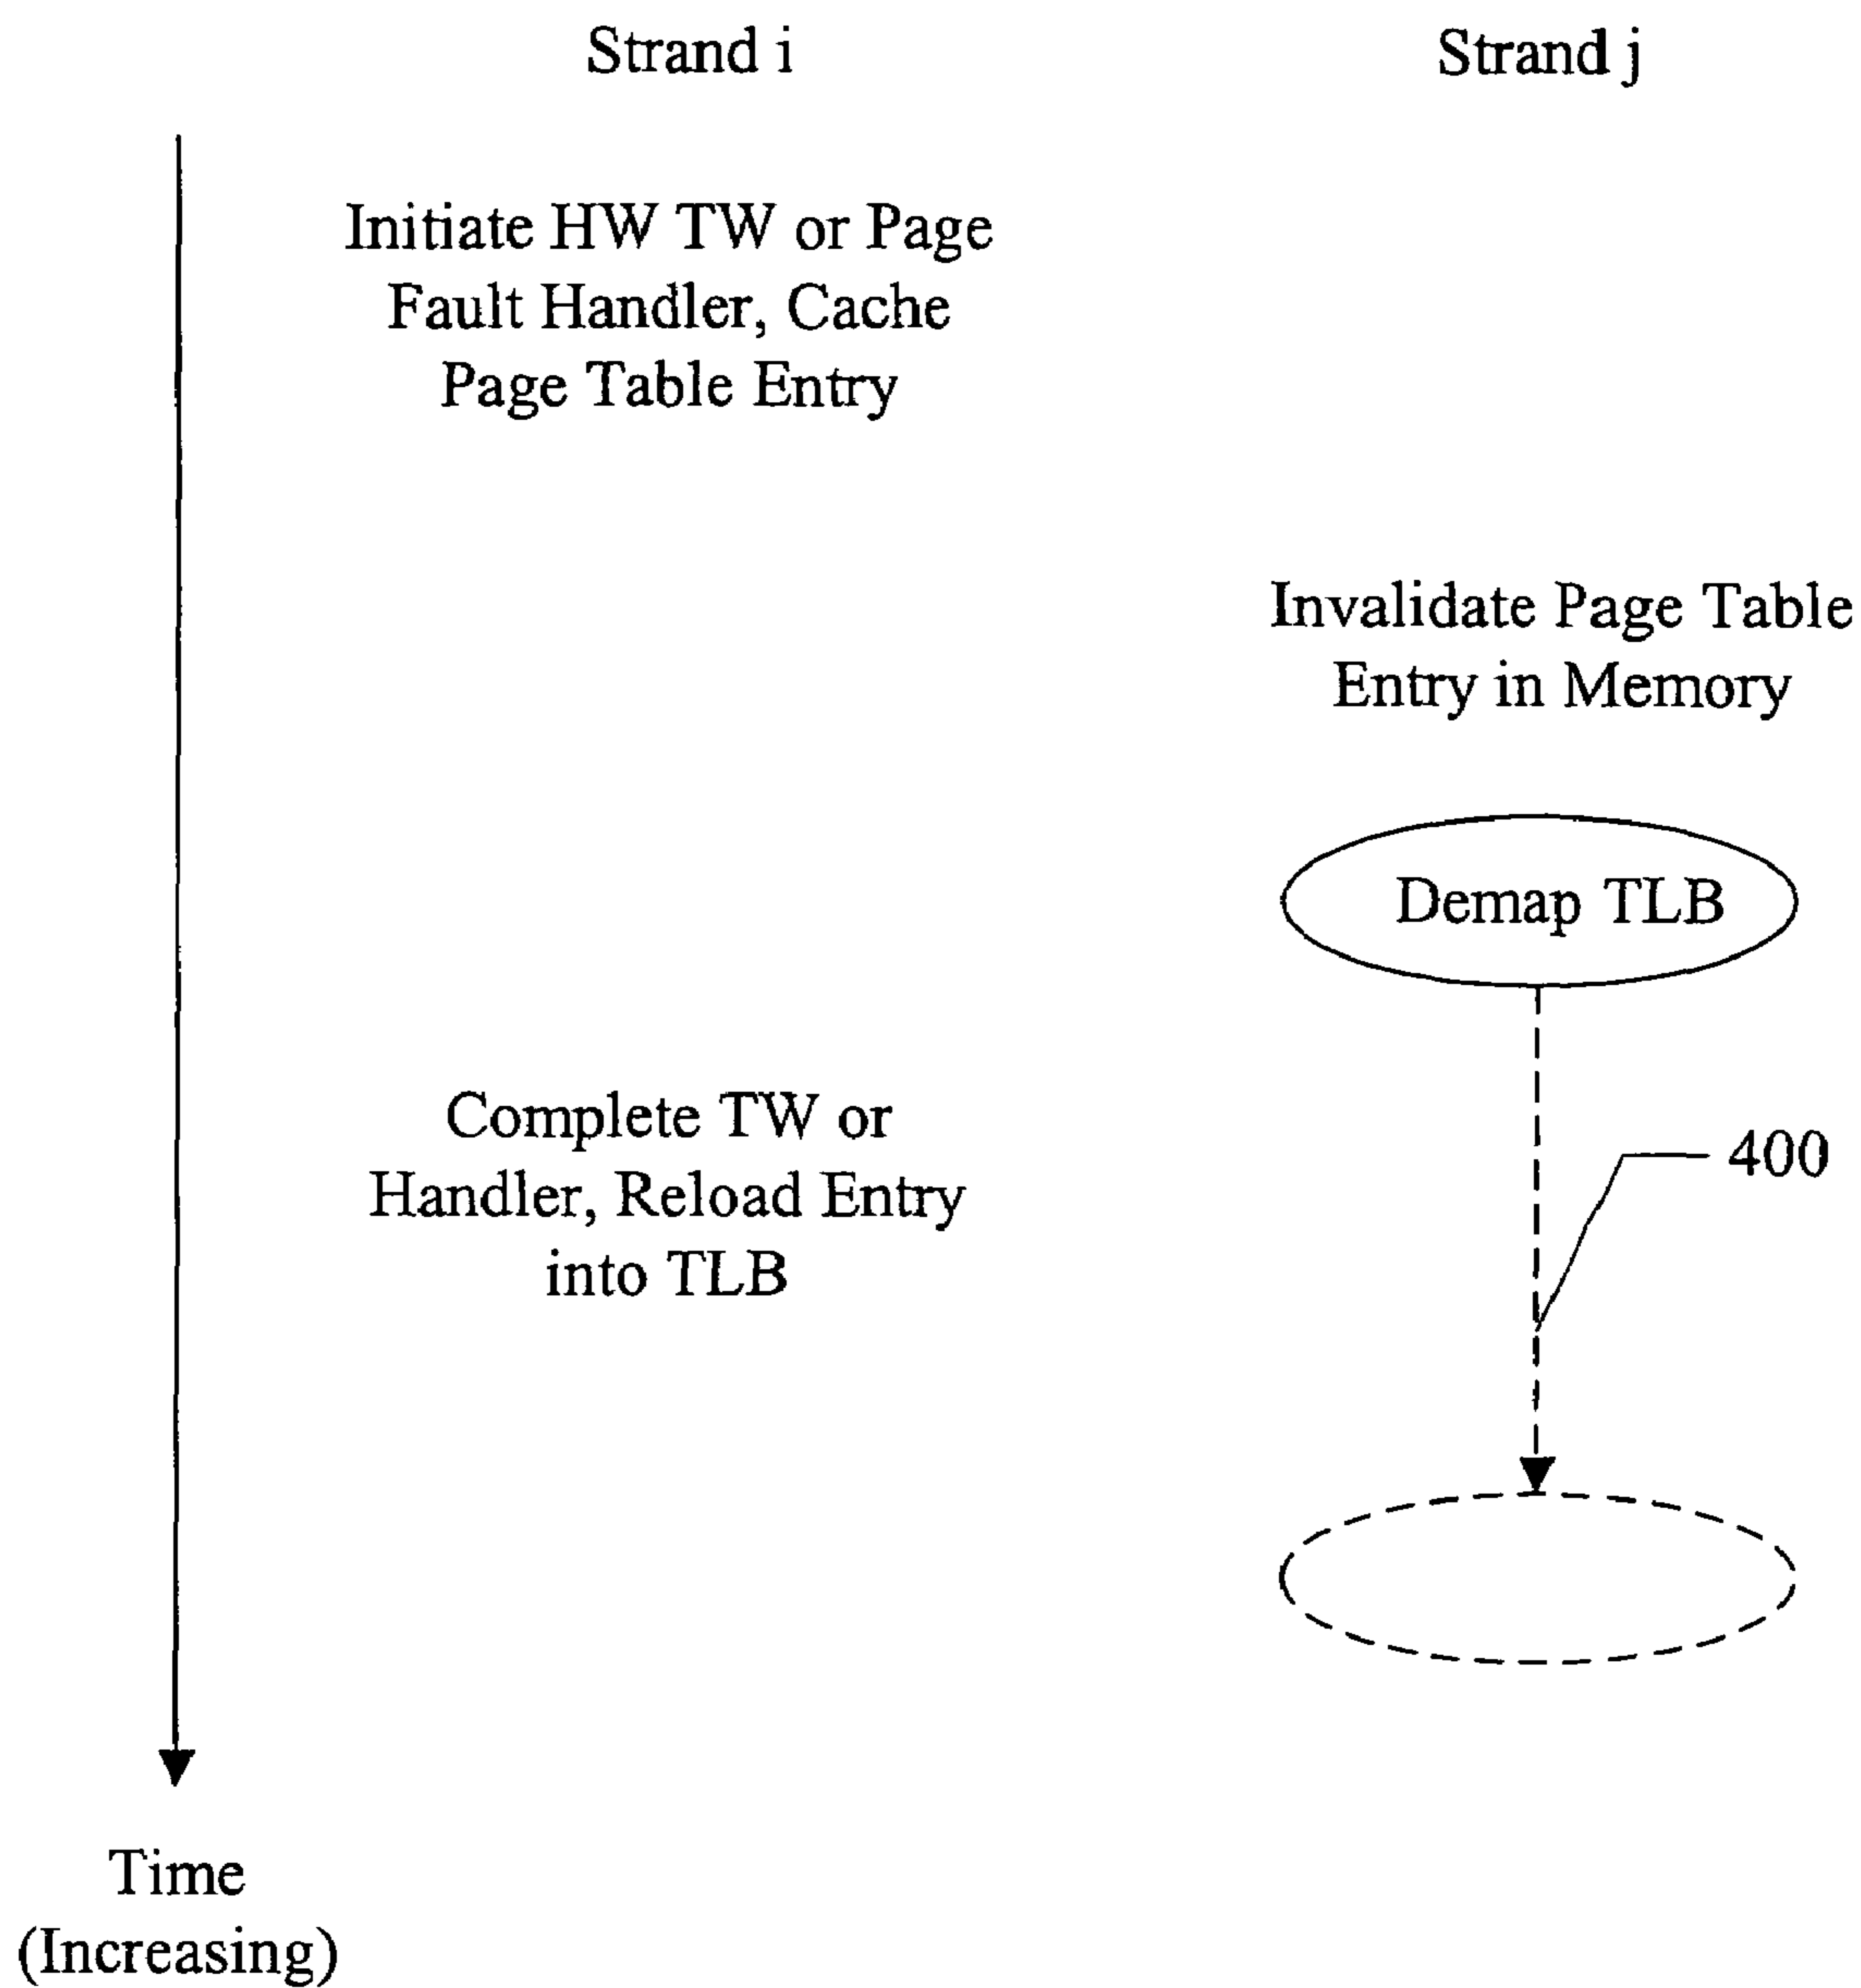 Strand i
Strand j
Initiate HW TW or Page
Fault Handler, Cache
Page Table Entry
Invalidate Page Table
Entry in Memory
Demap TLB
Complete TW or
Handler, Reload Entry
into TLB
400
Time
(Increasing)